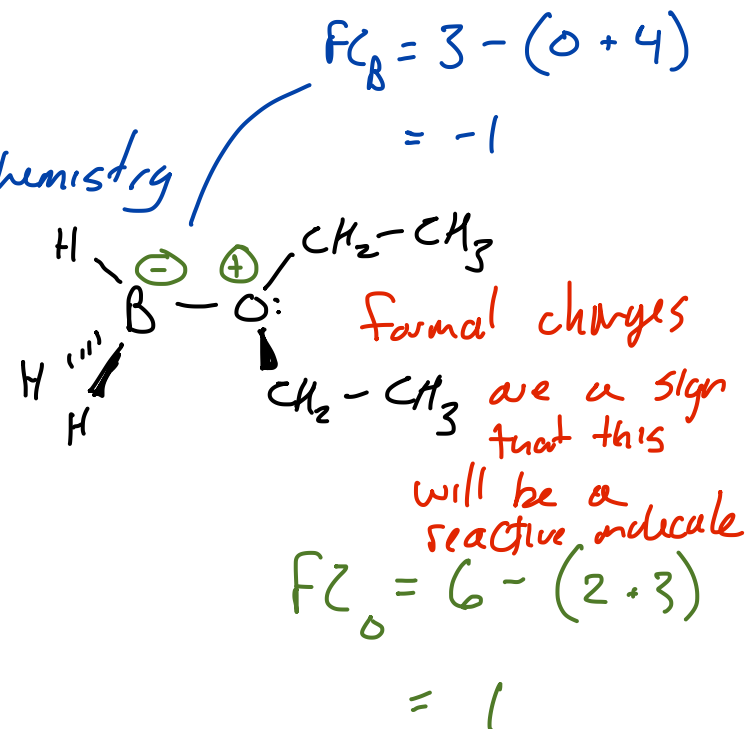 FC_B = 3 - (0 + 4)
= -1
hemistry
H
CH₂-CH₃
- +
B - O:
formal charges
H
H
CH₂ - CH₃
are a sign
that this
will be a
reactive molecule
FC_O = 6 - (2 + 3)
= 1